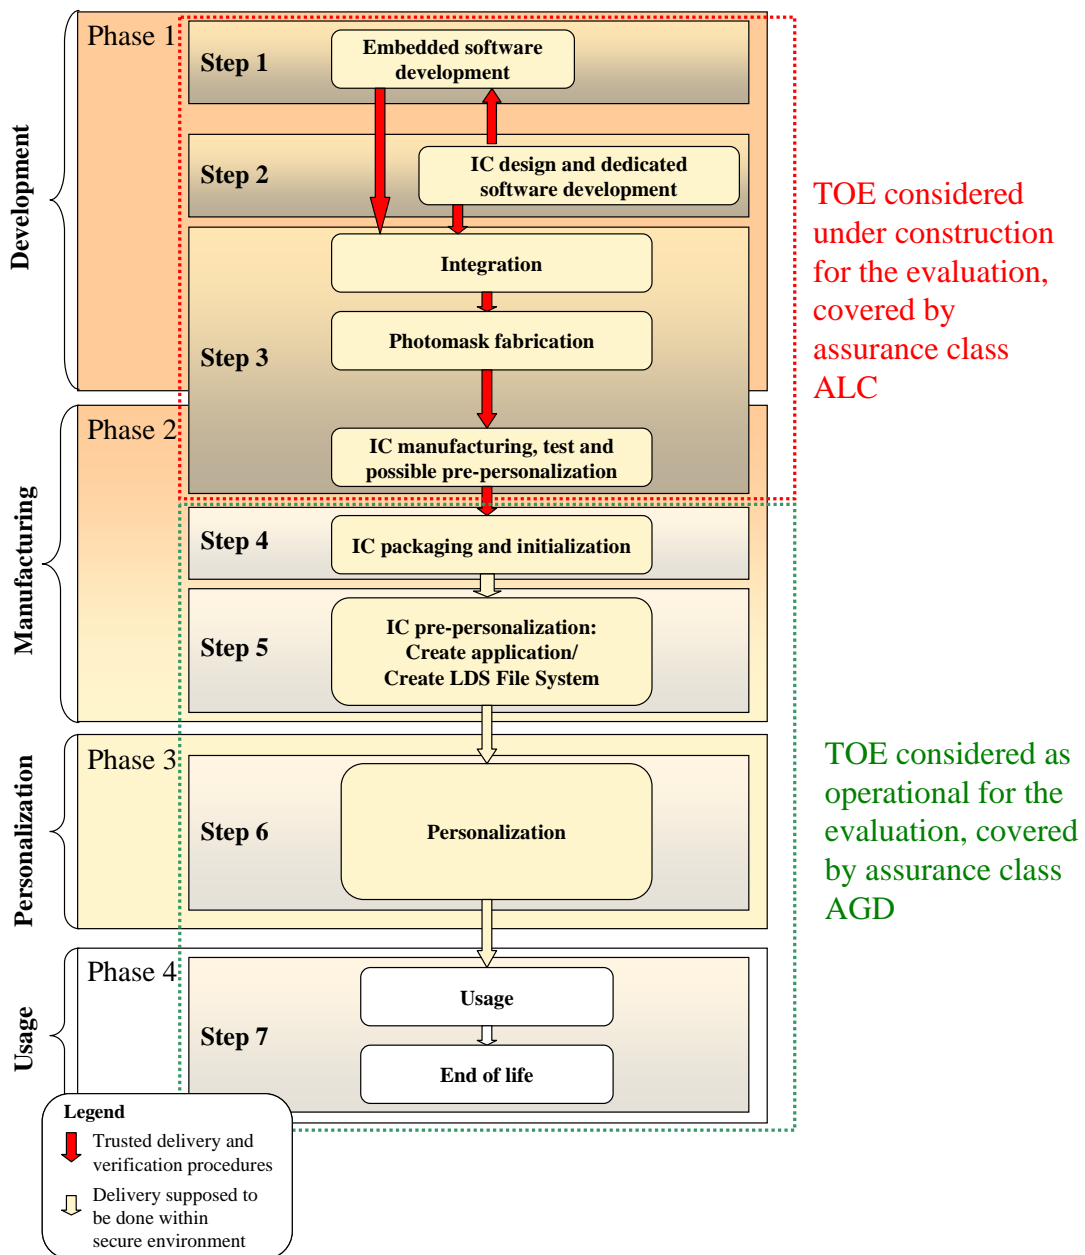 Development
Phase 1
Step 1
Embedded software
development
Step 2
IC design and dedicated
software development
Step 3
Integration
Photomask fabrication
TOE considered
under construction
for the evaluation,
covered by
assurance class
ALC
Manufacturing
Phase 2
IC manufacturing, test and
possible pre-personalization
Step 4
IC packaging and initialization
Step 5
IC pre-personalization:
Create application/
Create LDS File System
Personalization
Phase 3
Step 6
Personalization
TOE considered as
operational for the
evaluation, covered
by assurance class
AGD
Usage
Phase 4
Step 7
Usage
End of life
Legend
Trusted delivery and
verification procedures
Delivery supposed to
be done within
secure environment